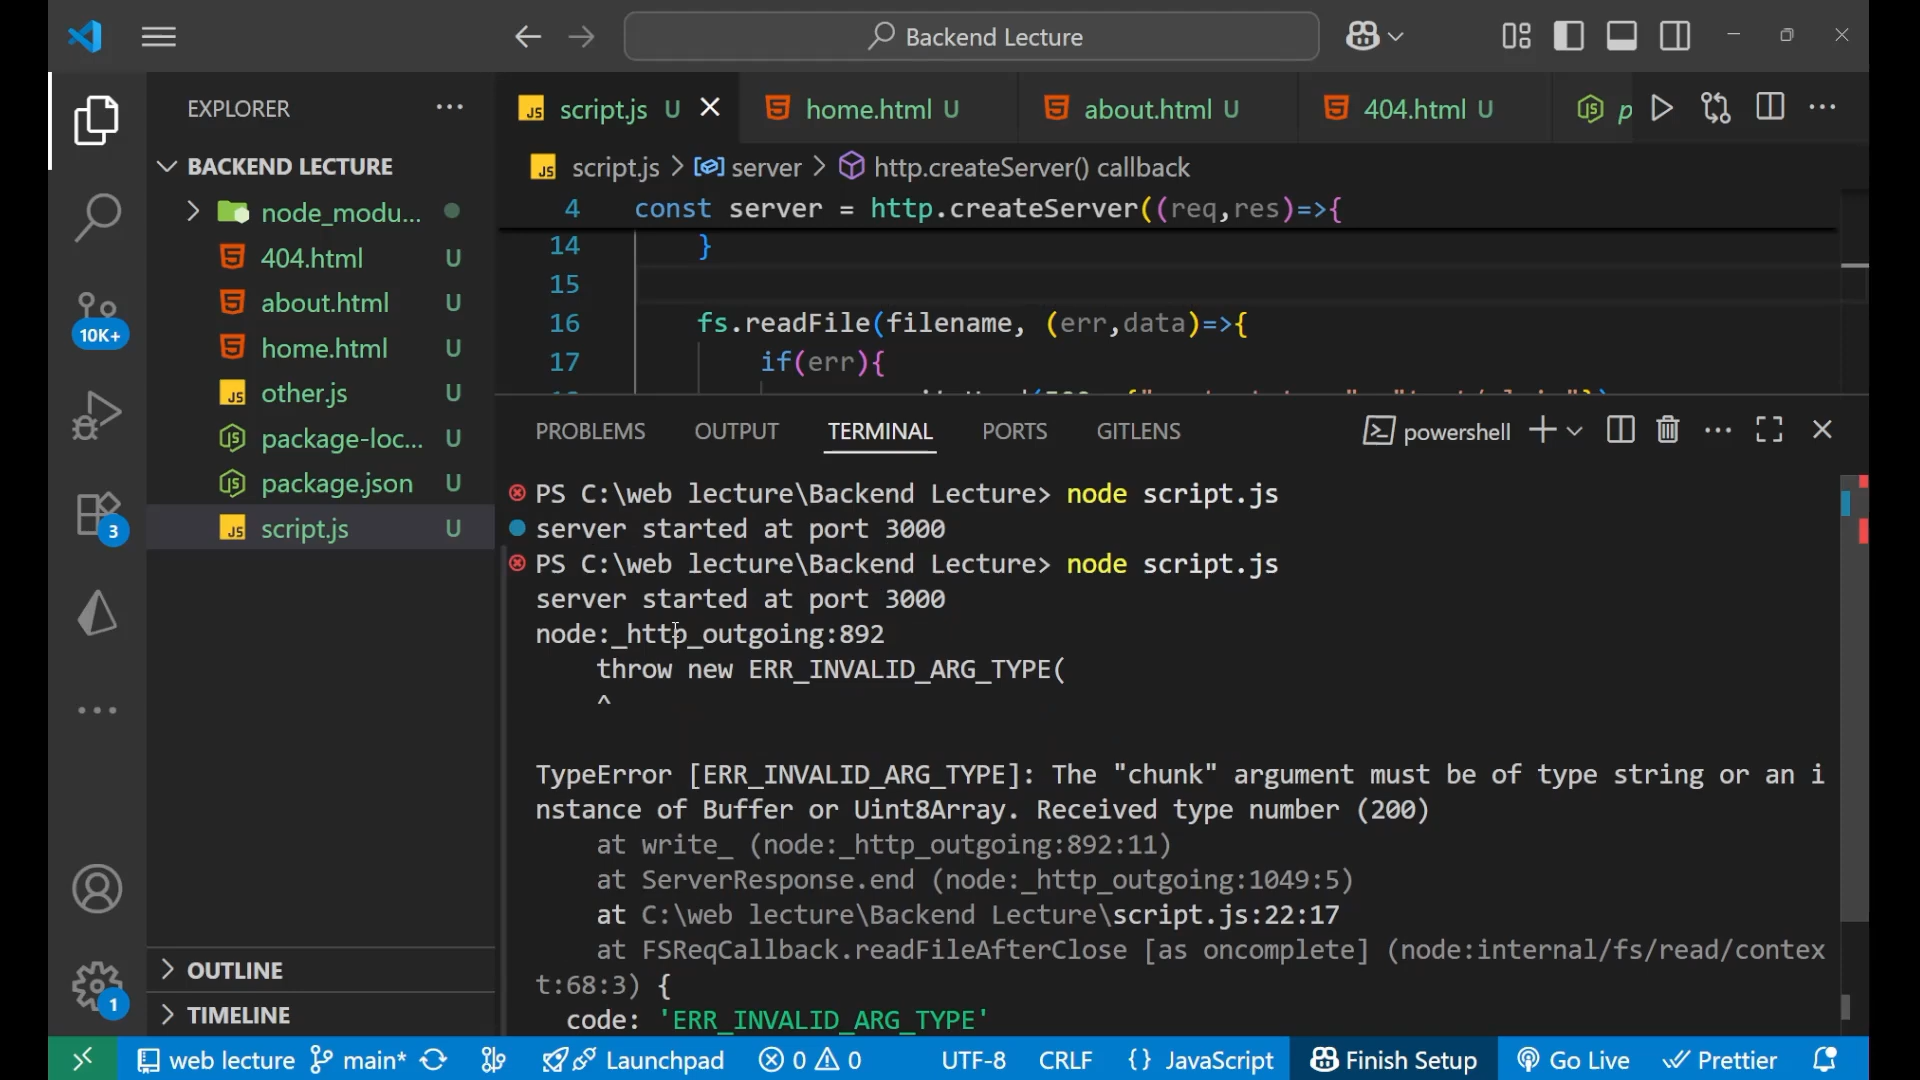 Backend Lecture
EXPLORER
BACKEND LECTURE
node_modu...
404.html U
about.html U
home.html U
other.js U
package-loc... U
package.json U
script.js U
OUTLINE
TIMELINE
10K+
3
1
script.js U
home.html U
about.html U
404.html U
p
script.js > server > http.createServer() callback
4 const server = http.createServer((req,res)=>{
14 }
15
16 fs.readFile(filename, (err,data)=>{
17 if(err){
PROBLEMS OUTPUT TERMINAL PORTS GITLENS
powershell
PS C:\web lecture\Backend Lecture> node script.js
server started at port 3000
PS C:\web lecture\Backend Lecture> node script.js
server started at port 3000
node:_http_outgoing:892
throw new ERR_INVALID_ARG_TYPE(
^
TypeError [ERR_INVALID_ARG_TYPE]: The "chunk" argument must be of type string or an i
nstance of Buffer or Uint8Array. Received type number (200)
at write_ (node:_http_outgoing:892:11)
at ServerResponse.end (node:_http_outgoing:1049:5)
at C:\web lecture\Backend Lecture\script.js:22:17
at FSReqCallback.readFileAfterClose [as oncomplete] (node:internal/fs/read/contex
t:68:3) {
code: 'ERR_INVALID_ARG_TYPE'
web lecture main* Launchpad 0 0 UTF-8 CRLF {} JavaScript Finish Setup Go Live Prettier